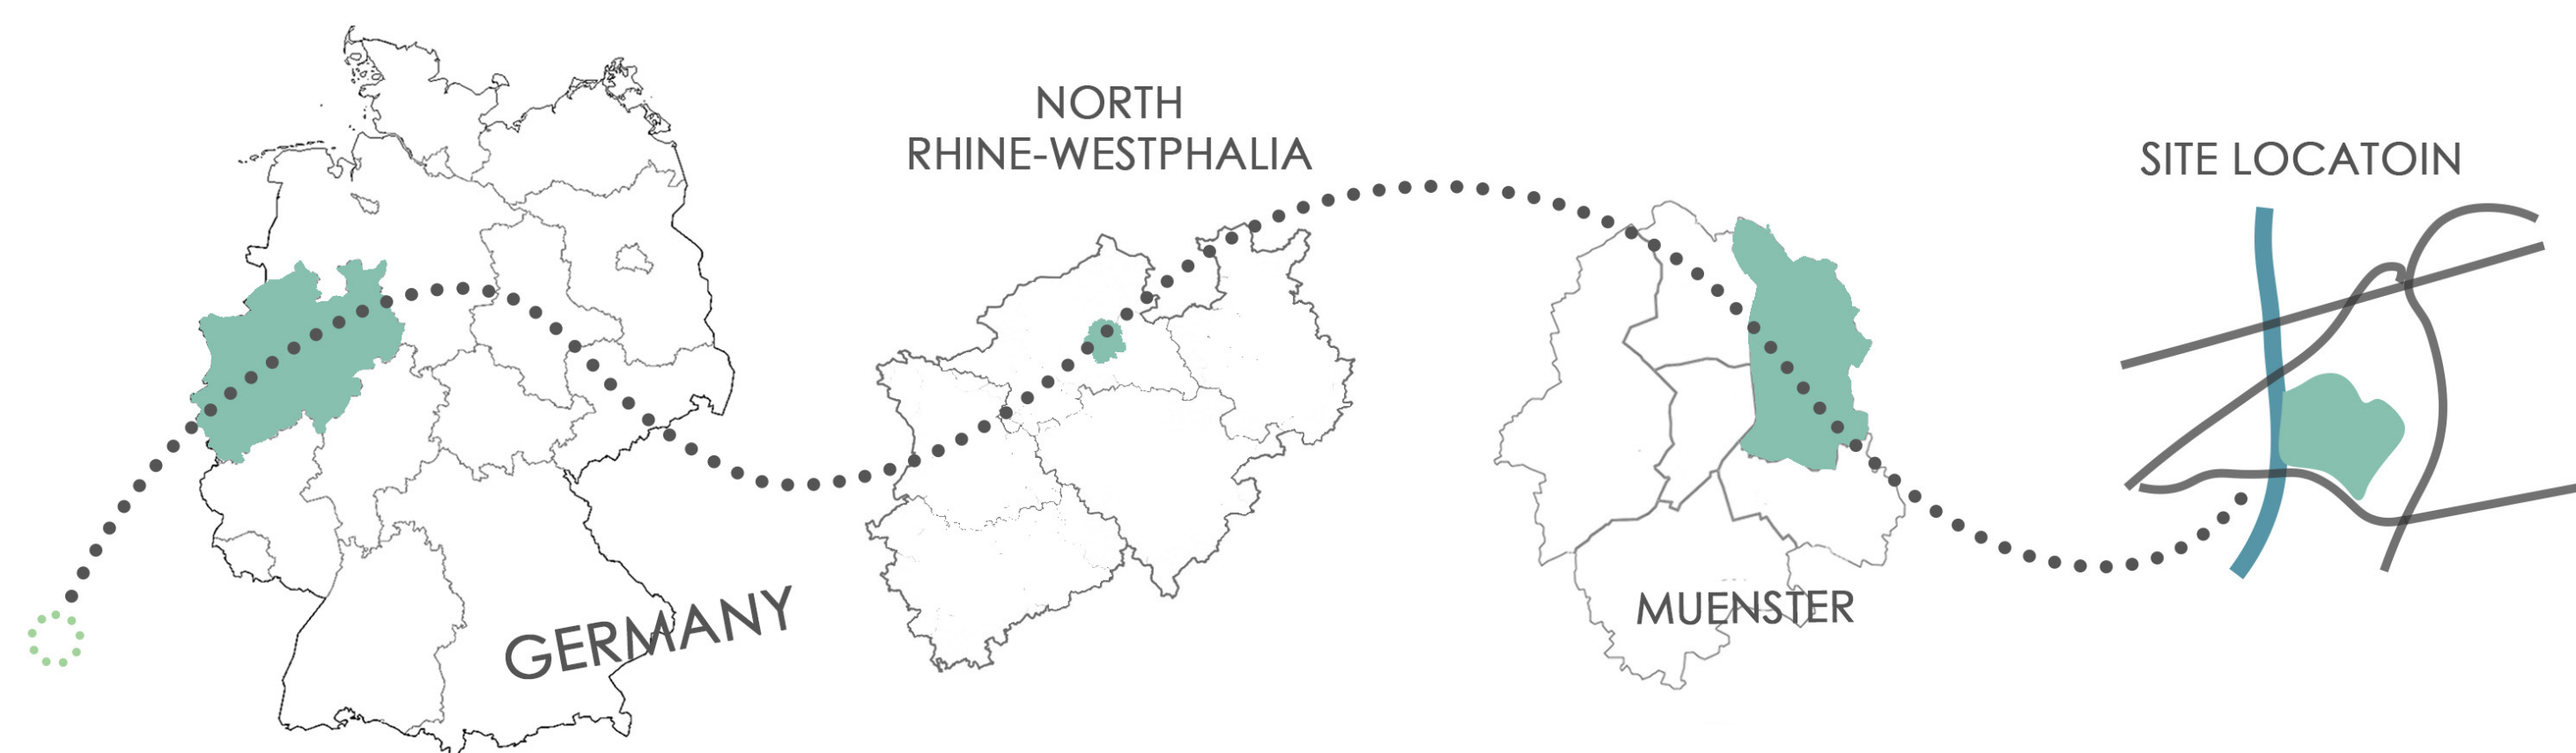 NORTH
RHINE-WESTPHALIA
SITE LOCATOIN
GERMANY
MUENSTER